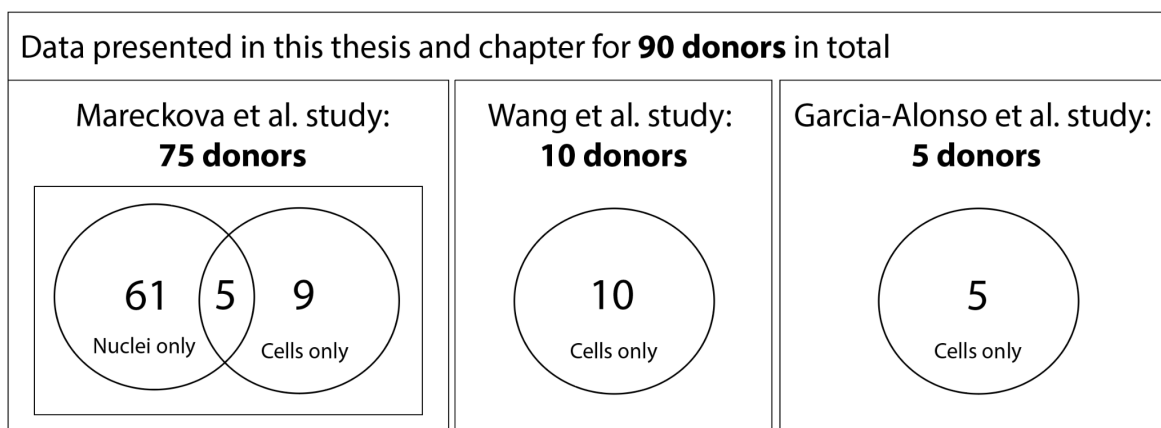 Data presented in this thesis and chapter for 90 donors in total
Mareckova et al. study:
75 donors
61
5
9
Nuclei only
Cells only
Wang et al. study:
10 donors
10
Cells only
Garcia-Alonso et al. study:
5 donors
5
Cells only